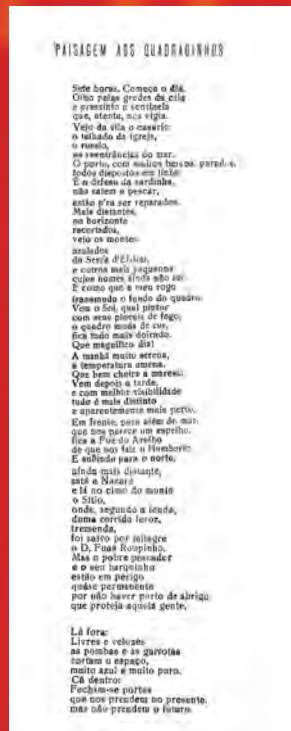 PAISAGEM AOS QUADRADINHOS
Sete horas. Começa o dia.
Olho pelas grades da cela
e pressinto a sentinela
que, atenta, nos vigia.
Vejo da vila o casario:
o telhado da igreja,
o
as reentrâncias do mar.
O porto, com muitos barcos parados,
todos dispostos em linha.
É o defeso da sardinha,
não saiem a pescar,
estão p'ra ser reparados.
Mais distantes,
no horizonte
recortados,
vejo os montes
azulados
da Serra d'El-Rei,
e outros mais pequenos
cujos nomes ainda não sei.
E como que a meu rogo
transmuda o fundo do quadro.
Vem o Sol, qual pintor
com seus pincéis de fogo,
o quadro muda de cor,
fica tudo mais doirado.
Que magnífico dia!
A manhã muito serena,
a temperatura amena.
Que bem cheira a maresia.
Vem depois a tarde,
e com melhor visibilidade
tudo é mais distinto
e aparentemente mais perto.
Em frente, para além do mar,
que nos parece um espelho,
fica a Foz do Arelho
de que nos fala o Humberto.
E subindo para o norte,
ainda mais distante,
está a Nazaré
e lá no cimo do monte
o Sítio,
onde, segundo a lenda,
duma corrida feroz,
tremenda,
foi salvo por milagre
o D. Fuas Roupinho.
Mas o pobre pescador
e o seu barquinho
estão em perigo
quáse permanente
por não haver porto de abrigo
que proteja aquela gente.
Lá fora:
Livres e velozes
as pombas e as gaivotas
cortam o espaço,
muito azul e muito puro.
Cá dentro:
Fecham-se portas
que nos prendem no presente,
mas não prendem o futuro.